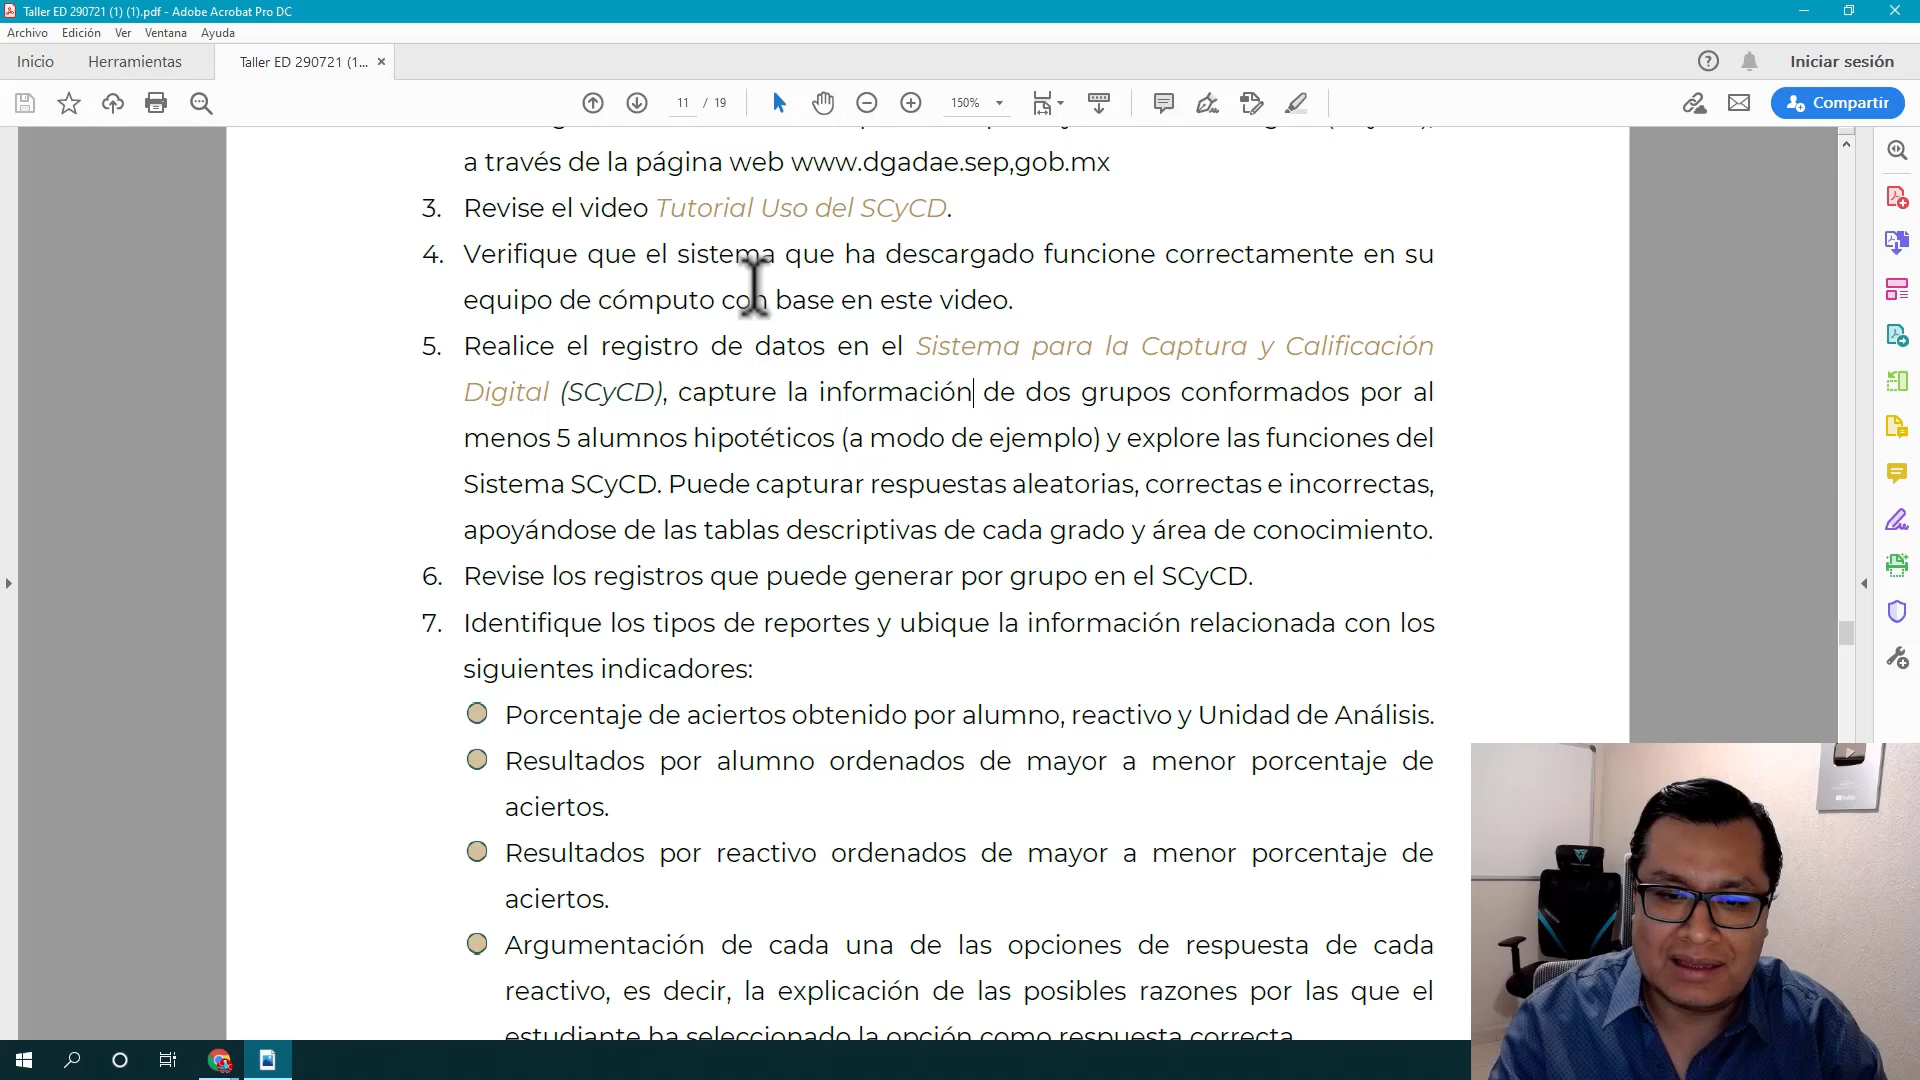 Taller ED 290721 (1) (1).pdf - Adobe Acrobat Pro DC
Archivo Edición Ver Ventana Ayuda
Inicio Herramientas Taller ED 290721 (1... × Iniciar sesión
11 / 19 150% Compartir
a través de la página web www.dgadae.sep,gob.mx
3. Revise el video Tutorial Uso del SCyCD.
4. Verifique que el sistema que ha descargado funcione correctamente en su
equipo de cómputo con base en este video.
5. Realice el registro de datos en el Sistema para la Captura y Calificación
Digital (SCyCD), capture la información de dos grupos conformados por al
menos 5 alumnos hipotéticos (a modo de ejemplo) y explore las funciones del
Sistema SCyCD. Puede capturar respuestas aleatorias, correctas e incorrectas,
apoyándose de las tablas descriptivas de cada grado y área de conocimiento.
6. Revise los registros que puede generar por grupo en el SCyCD.
7. Identifique los tipos de reportes y ubique la información relacionada con los
siguientes indicadores:
Porcentaje de aciertos obtenido por alumno, reactivo y Unidad de Análisis.
Resultados por alumno ordenados de mayor a menor porcentaje de
aciertos.
Resultados por reactivo ordenados de mayor a menor porcentaje de
aciertos.
Argumentación de cada una de las opciones de respuesta de cada
reactivo, es decir, la explicación de las posibles razones por las que el
estudiante ha seleccionado la opción como respuesta correcta.